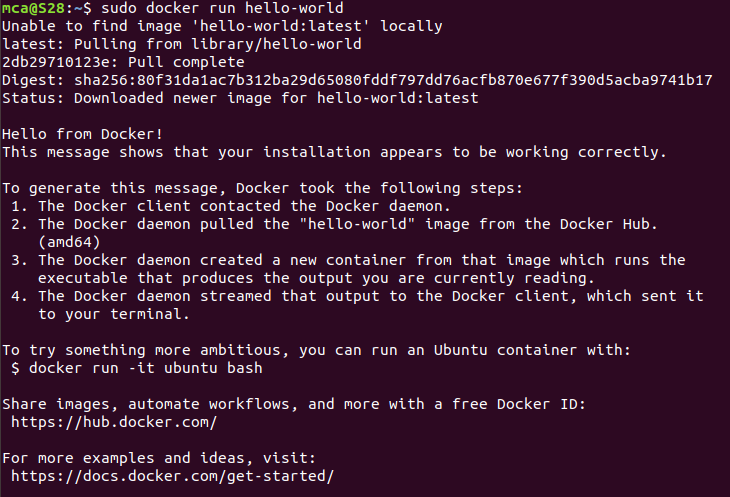 mca@S28:~$ sudo docker run hello-world
Unable to find image 'hello-world:latest' locally
latest: Pulling from library/hello-world
2db29710123e: Pull complete
Digest: sha256:80f31da1ac7b312ba29d65080fddf797dd76acfb870e677f390d5acba9741b17
Status: Downloaded newer image for hello-world:latest

Hello from Docker!
This message shows that your installation appears to be working correctly.

To generate this message, Docker took the following steps:
 1. The Docker client contacted the Docker daemon.
 2. The Docker daemon pulled the "hello-world" image from the Docker Hub.
    (amd64)
 3. The Docker daemon created a new container from that image which runs the
    executable that produces the output you are currently reading.
 4. The Docker daemon streamed that output to the Docker client, which sent it
    to your terminal.

To try something more ambitious, you can run an Ubuntu container with:
 $ docker run -it ubuntu bash

Share images, automate workflows, and more with a free Docker ID:
 https://hub.docker.com/

For more examples and ideas, visit:
 https://docs.docker.com/get-started/